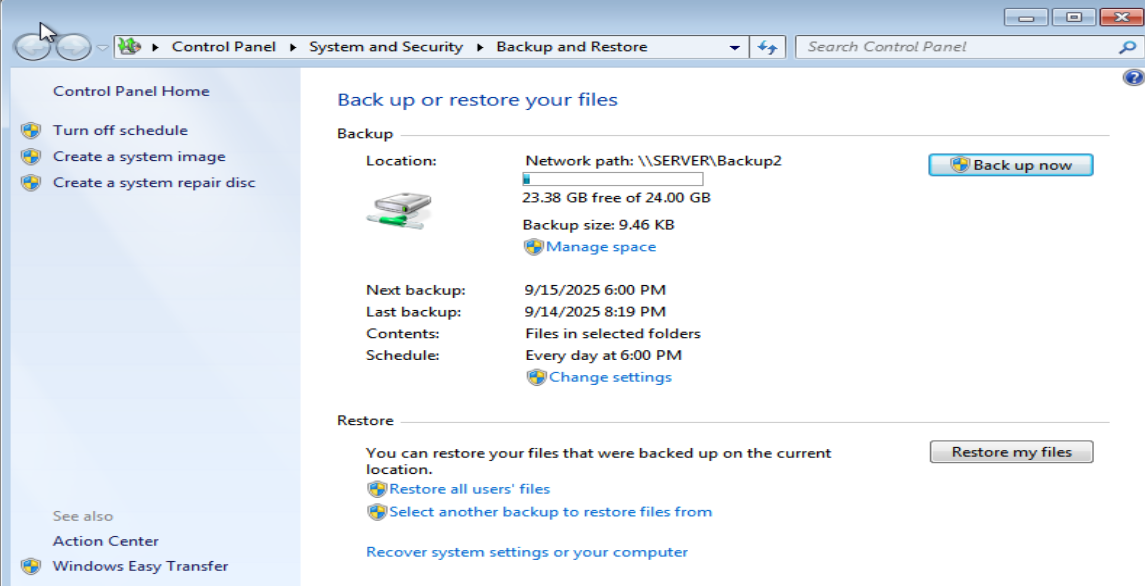 Control Panel ▸ System and Security ▸ Backup and Restore
Search Control Panel
Control Panel Home
Turn off schedule
Create a system image
Create a system repair disc
See also
Action Center
Windows Easy Transfer
Back up or restore your files
Backup
Location: Network path: \\SERVER\Backup2
Back up now
23.38 GB free of 24.00 GB
Backup size: 9.46 KB
Manage space
Next backup: 9/15/2025 6:00 PM
Last backup: 9/14/2025 8:19 PM
Contents: Files in selected folders
Schedule: Every day at 6:00 PM
Change settings
Restore
You can restore your files that were backed up on the current
location.
Restore my files
Restore all users' files
Select another backup to restore files from
Recover system settings or your computer